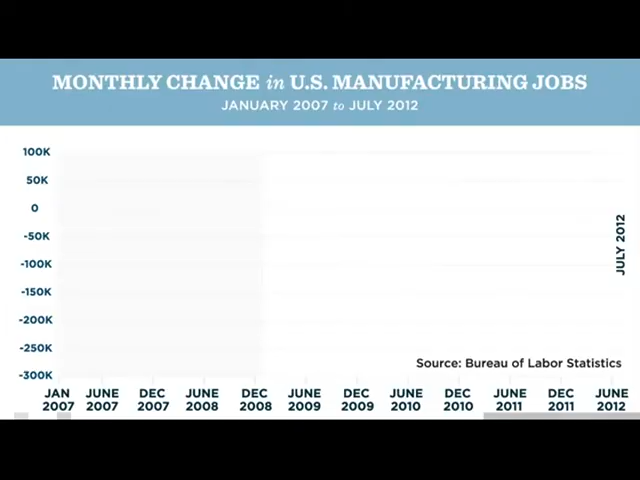 MONTHLY CHANGE in U.S. MANUFACTURING JOBS
JANUARY 2007 to JULY 2012
100K
50K
0
-50K
-100K
-150K
-200K
-250K
-300K
JULY 2012
Source: Bureau of Labor Statistics
JAN JUNE DEC JUNE DEC JUNE DEC JUNE DEC JUNE DEC JUNE
2007 2007 2007 2008 2008 2009 2009 2010 2010 2011 2011 2012